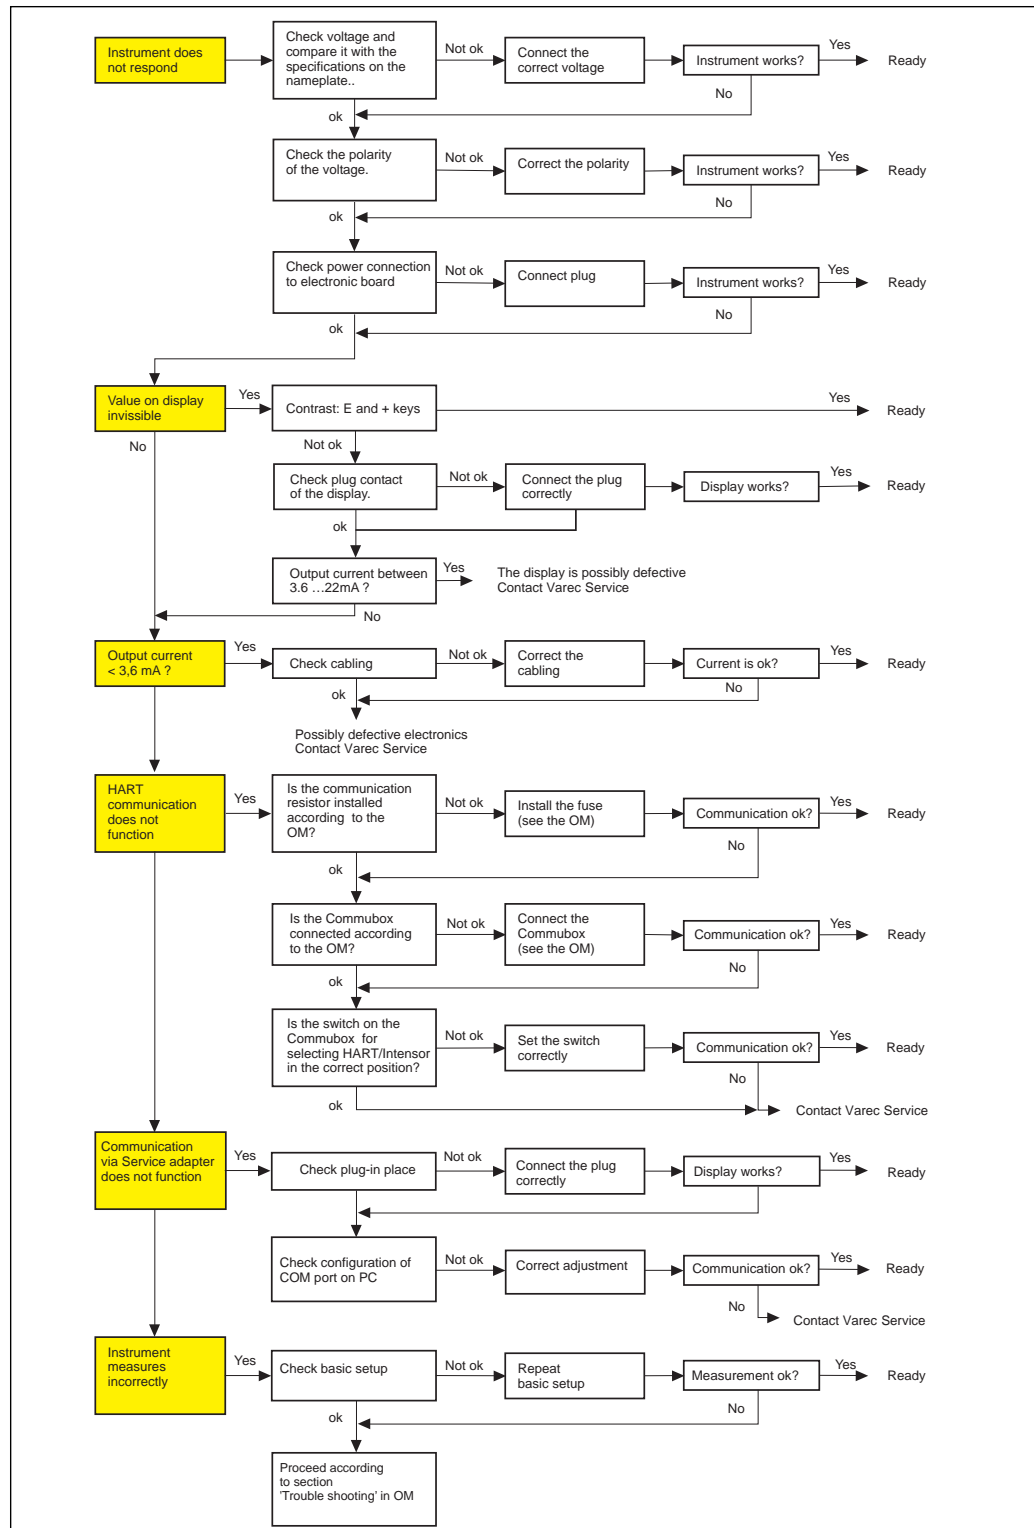 Instrument does
not respond
Check voltage and
compare it with the
specifications on the
nameplate..
Not ok
Connect the
correct voltage
Instrument works?
Yes
Ready
No
ok
Check the polarity
of the voltage.
Not ok
Correct the polarity
Instrument works?
Yes
Ready
No
ok
Check power connection
to electronic board
Not ok
Connect plug
Instrument works?
Yes
Ready
No
ok
Value on display
invissible
Yes
Contrast: E and + keys
Yes
Ready
No
Not ok
Check plug contact
of the display.
Not ok
Connect the plug
correctly
Display works?
Yes
Ready
ok
Output current between
3.6 ...22mA ?
Yes
The display is possibly defective
Contact Varec Service
No
Output current
< 3,6 mA ?
Yes
Check cabling
Not ok
Correct the
cabling
Current is ok?
Yes
Ready
No
ok
Possibly defective electronics
Contact Varec Service
HART
communication
does not
function
Yes
Is the communication
resistor installed
according to the
OM?
Not ok
Install the fuse
(see the OM)
Communication ok?
Yes
Ready
No
ok
Is the Commubox
connected according
to the OM?
Not ok
Connect the
Commubox
(see the OM)
Communication ok?
Yes
Ready
No
ok
Is the switch on the
Commubox for
selecting HART/Intensor
in the correct position?
Not ok
Set the switch
correctly
Communication ok?
Yes
Ready
No
ok
Contact Varec Service
Communication
via Service adapter
does not function
Yes
Check plug-in place
Not ok
Connect the plug
correctly
Display works?
Yes
Ready
Check configuration of
COM port on PC
Not ok
Correct adjustment
Communication ok?
Yes
Ready
No
Contact Varec Service
Instrument
measures
incorrectly
Yes
Check basic setup
Not ok
Repeat
basic setup
Measurement ok?
Yes
Ready
No
ok
Proceed according
to section
'Trouble shooting' in OM